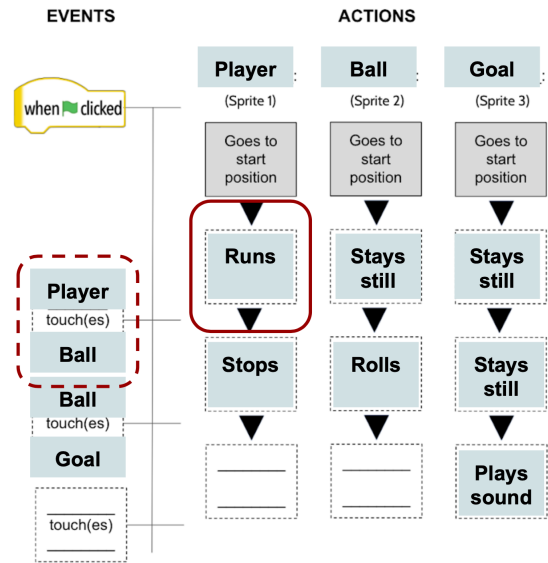 EVENTS ACTIONS
Player : Ball : Goal :
(Sprite 1) (Sprite 2) (Sprite 3)
when clicked
Goes to Goes to Goes to
start start start
position position position
Runs Stays Stays
still still
Player
touch(es)
Ball
Stops Rolls Stays
still
Ball
touch(es)
Goal
Plays
sound
touch(es)